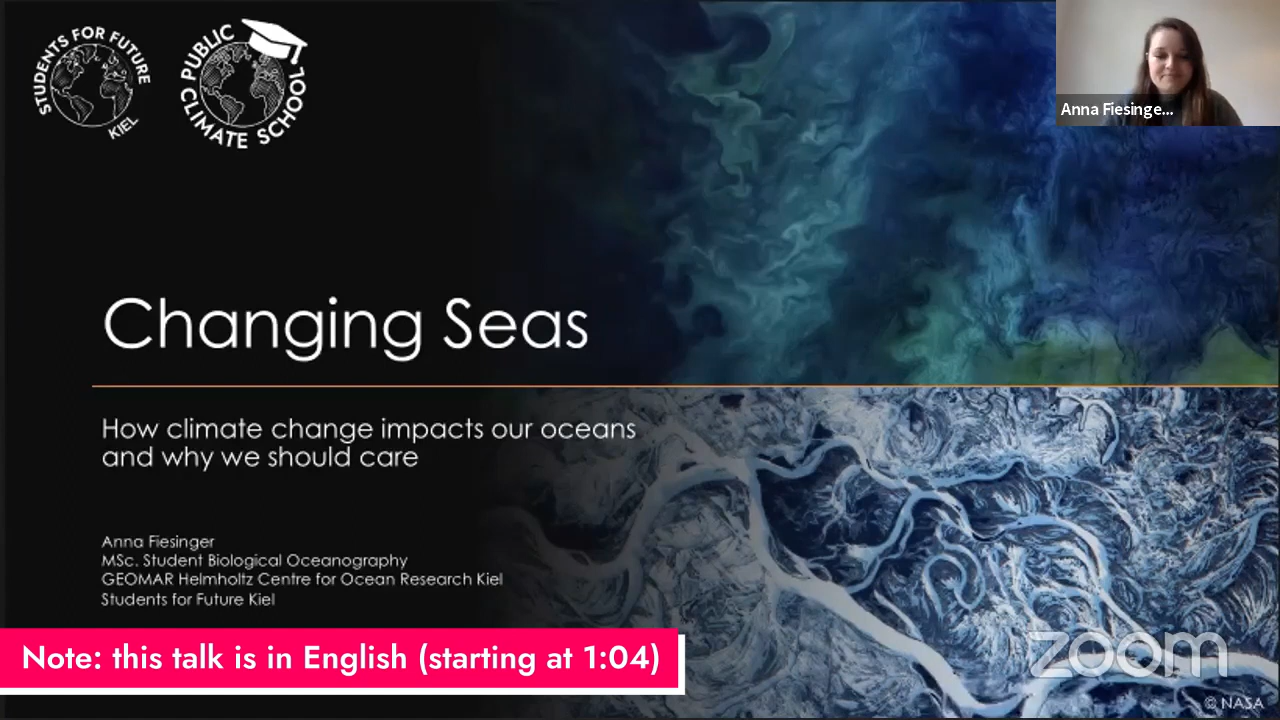 STUDENTS FOR FUTURE
KIEL
PUBLIC
CLIMATE SCHOOL
Anna Fiesinge...
Changing Seas
How climate change impacts our oceans
and why we should care
Anna Fiesinger
MSc. Student Biological Oceanography
GEOMAR Helmholtz Centre for Ocean Research Kiel
Students for Future Kiel
Note: this talk is in English (starting at 1:04)
zoom
© NASA